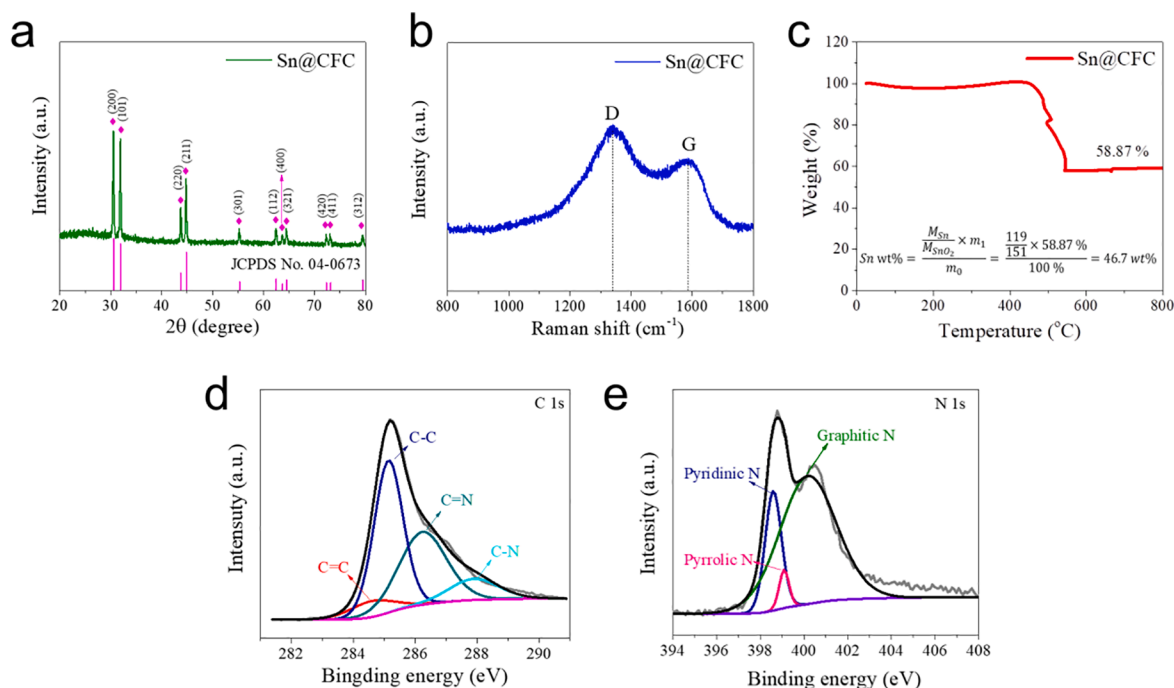 a
Sn@CFC
(200)
(101)
(220)
(211)
(301)
(112)
(400)
(321)
(420)
(411)
(312)
JCPDS No. 04-0673
Intensity (a.u.)
20 30 40 50 60 70 80
2θ (degree)
b
Sn@CFC
D
G
Intensity (a.u.)
800 1000 1200 1400 1600 1800
Raman shift (cm⁻¹)
c
Sn@CFC
58.87 %
Sn wt% = (M_Sn / M_SnO₂ × m₁) / m₀ = (119 / 151 × 58.87 %) / 100 % = 46.7 wt%
Weight (%)
120
100
80
60
40
20
0
0 200 400 600 800
Temperature (°C)
d
C 1s
C-C
C=N
C-N
C=C
Intensuty (a.u.)
282 284 286 288 290
Bingding energy (eV)
e
N 1s
Graphitic N
Pyridinic N
Pyrrolic N
Intensity (a.u.)
394 396 398 400 402 404 406 408
Binding energy (eV)